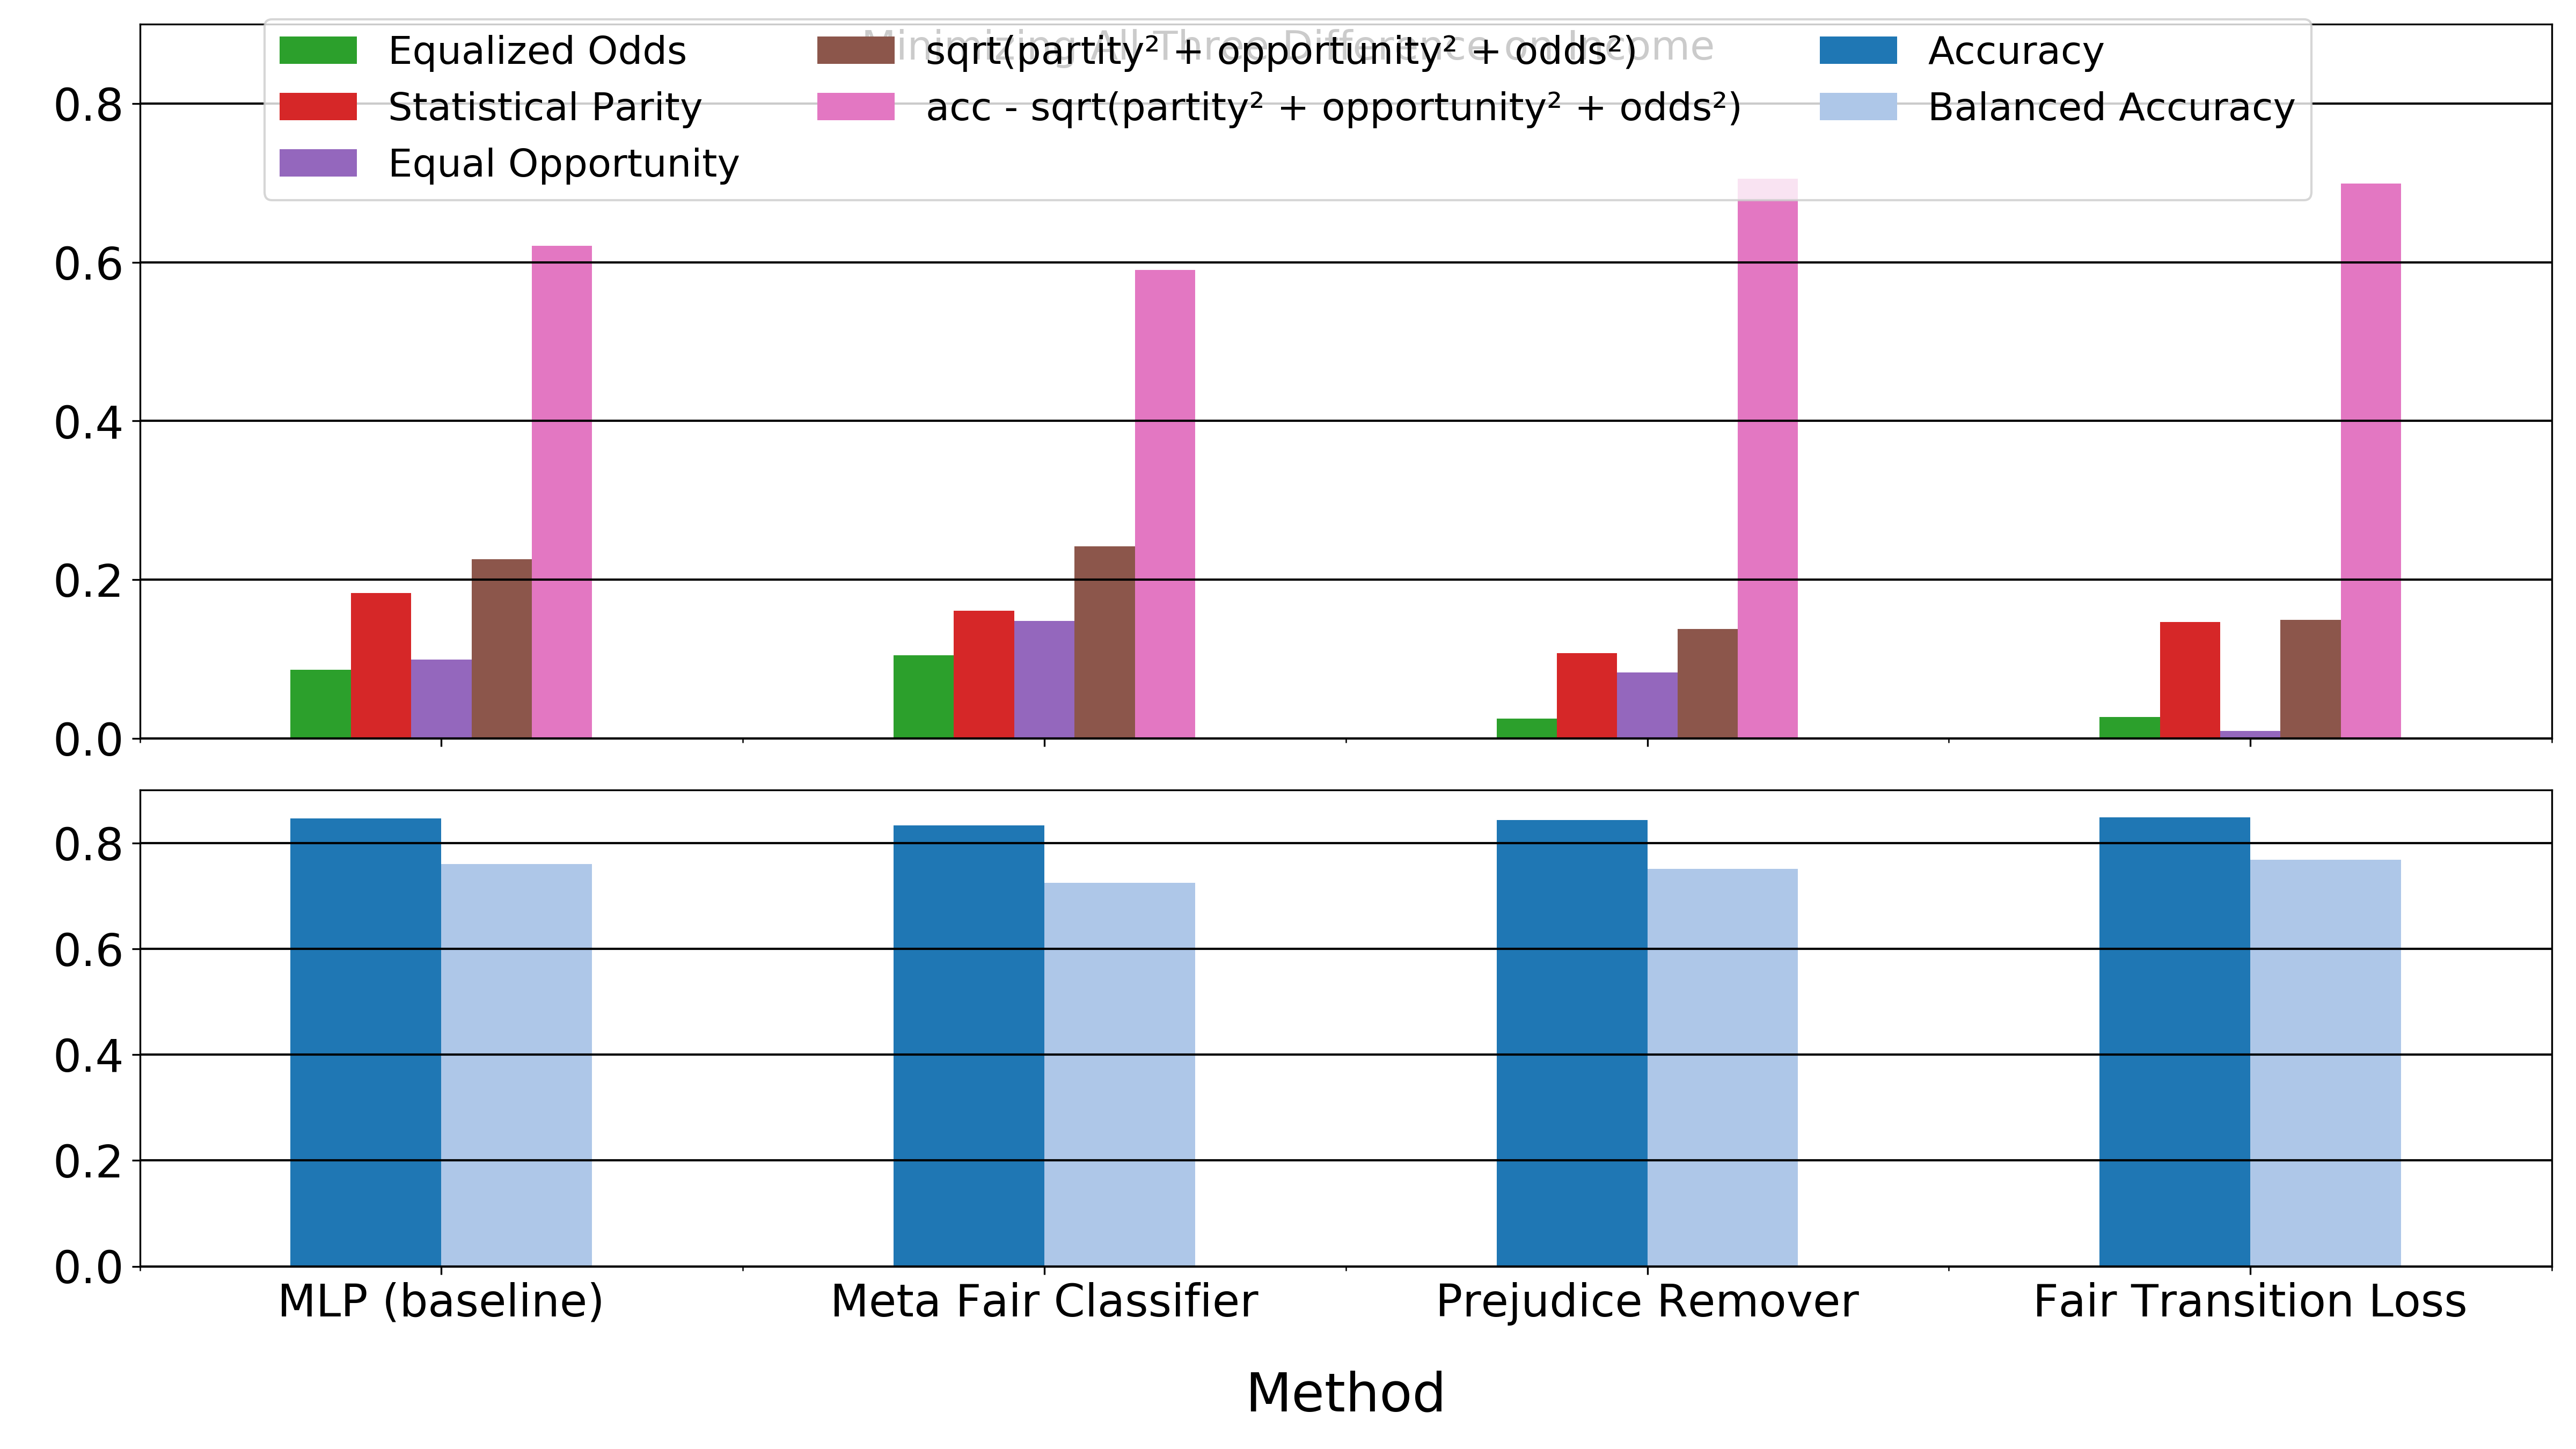 Minimizing All Three Difference on Income
Equalized Odds
Statistical Parity
Equal Opportunity
sqrt(partity² + opportunity² + odds²)
acc - sqrt(partity² + opportunity² + odds²)
Accuracy
Balanced Accuracy
0.8
0.6
0.4
0.2
0.0
0.8
0.6
0.4
0.2
0.0
MLP (baseline) Meta Fair Classifier Prejudice Remover Fair Transition Loss
Method